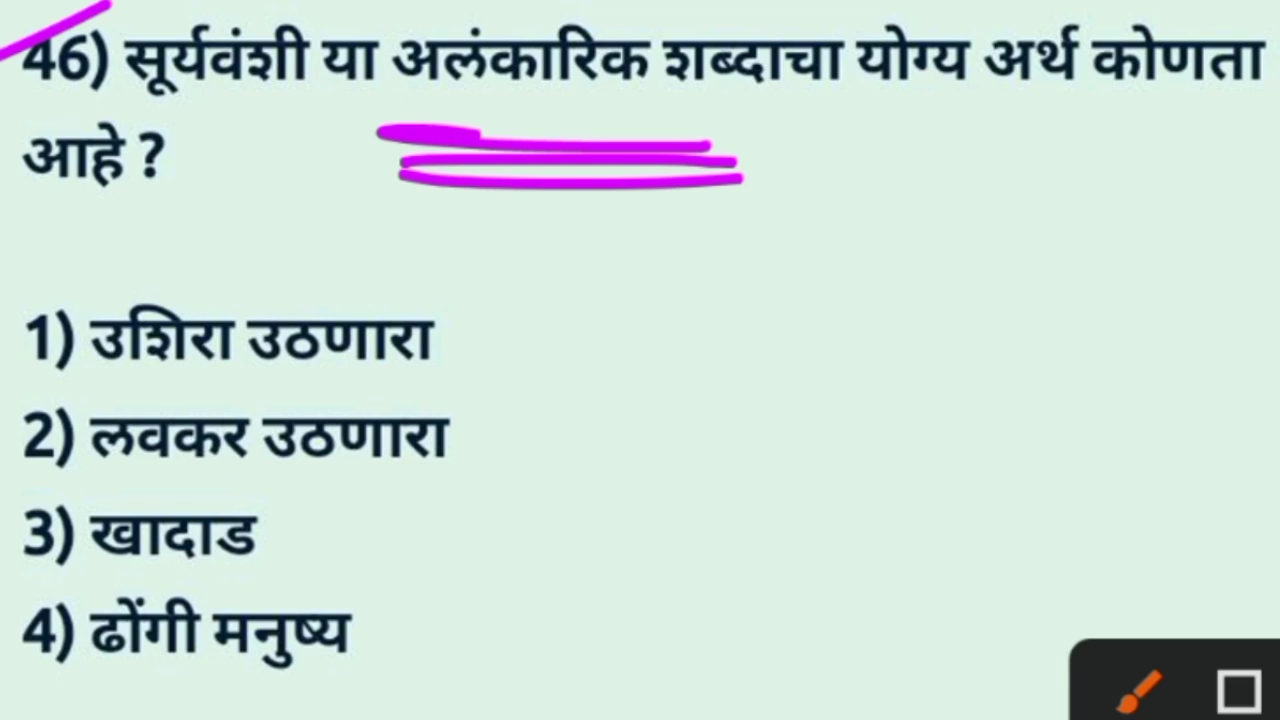 46) सूर्यवंशी या अलंकारिक शब्दाचा योग्य अर्थ कोणता
आहे ?
1) उशिरा उठणारा
2) लवकर उठणारा
3) खादाड
4) ढोंगी मनुष्य